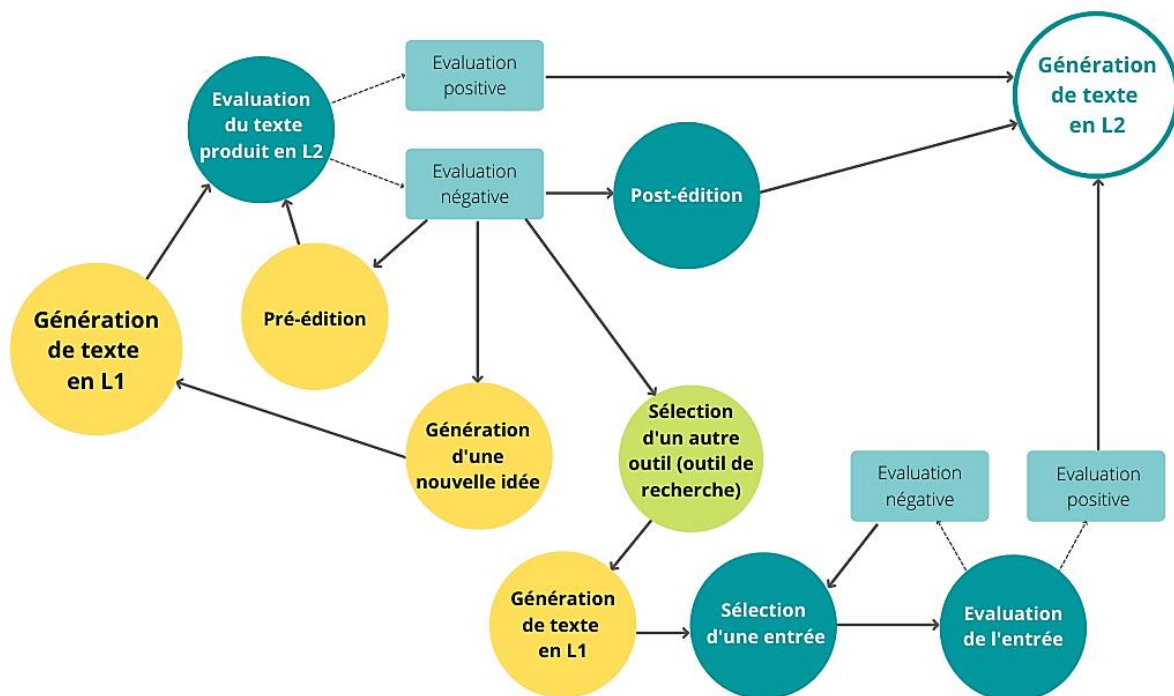 Evaluation
positive
Génération
de texte
en L2
Evaluation
du texte
produit en L2
Evaluation
négative
Post-édition
Pré-édition
Génération
de texte
en L1
Génération
d'une
nouvelle idée
Sélection
d'un autre
outil (outil de
recherche)
Evaluation
négative
Evaluation
positive
Génération
de texte
en L1
Sélection
d'une entrée
Evaluation
de l'entrée